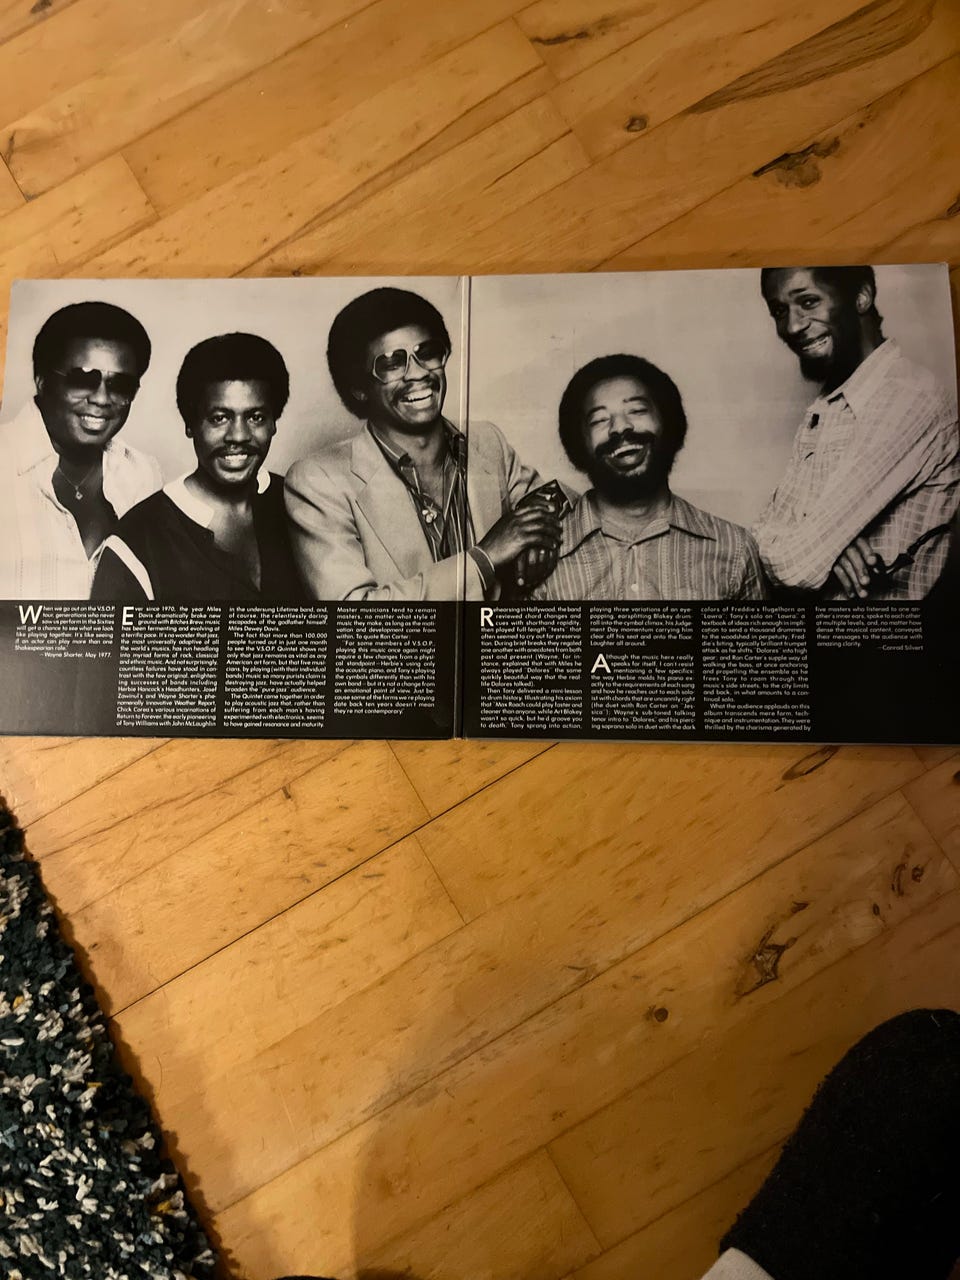 "When we go out on the V.S.O.P.
tour, generations who never
saw us perform in the Sixties
will get a chance to see what we look
like playing together. It's like seeing
if an actor can play more than one
Shakespearian role."
—Wayne Shorter, May 1977.
Ever since 1970, the year Miles
Davis dramatically broke new
ground with Bitches Brew, music
has been fermenting and evolving at
a terrific pace. It's no wonder that jazz,
the most universally adaptive of all
the world's musics, has run headlong
into myriad forms of rock, classical
and ethnic music. And not surprisingly,
countless failures have stood in con-
trast with the few original, enlighten-
ing successes of bands including
Herbie Hancock's Headhunters, Josef
Zawinul's and Wayne Shorter's phe-
nomenally innovative Weather Report,
Chick Corea's various incarnations of
Return to Forever, the early pioneering
of Tony Williams with John McLaughlin
in the undersung Lifetime band, and,
of course, the relentlessly daring
escapades of the godfather himself
Miles Dewey Davis.
The fact that more than 100,000
people turned out in just one month
to see the V.S.O.P. Quintet shows not
only that jazz remains as vital as any
American art form, but that five musi-
cians, by playing (with their individual
bands) music so many purists claim is
destroying jazz, have actually helped
broaden the "pure jazz" audience.
The Quintet came together in order
to play acoustic jazz that, rather than
suffering from each man's having
experimented with electronics, seems
to have gained resonance and maturity.
Master musicians tend to remain
masters, no matter what style of
music they make, as long as the moti-
vation and development come from
within. To quote Ron Carter:
"For some members of V.S.O.P.,
playing this music once again might
require a few changes from a physi-
cal standpoint—Herbie's using only
the acoustic piano, and Tony's playing
the cymbals differently than with his
own band—but it's not a change from
an emotional point of view. Just be-
cause some of the forms we're playing
date back ten years doesn't mean
they're not contemporary."
Rehearsing in Hollywood, the band
reviewed chord changes and
cues with shorthand rapidity,
then played full-length "tests" that
often seemed to cry out for preserva-
tion. During brief breaks they regaled
one another with anecdotes from both
past and present (Wayne, for in-
stance, explained that with Miles he
always played 'Dolores' the same
quickly beautiful way that the real-
life Dolores talked).
Then Tony delivered a mini-lesson
in drum history. Illustrating his axiom
that "Max Roach could play faster and
cleaner than anyone, while Art Blakey
wasn't so quick, but he'd groove you
to death," Tony sprang into action,
playing three variations of an eye-
popping, earsplitting Blakey drum-
roll into the cymbal climax, his Judge-
ment Day momentum carrying him
clear off his seat and onto the floor.
Laughter all around.
Although the music here really
speaks for itself, I can't resist
mentioning a few specifics:
the way Herbie molds his piano ex-
actly to the requirements of each song
and how he reaches out to each solo-
ist with chords that are uncannily right
(the duet with Ron Carter on "Jes-
sica"); Wayne's sub-toned talking
tenor intro to "Dolores," and his pierc-
ing soprano solo in duet with the dark
colors of Freddie's flugelhorn on
"Lawra"; Tony's solo on "Lawra," a
textbook of ideas rich enough in impli-
cation to send a thousand drummers
to the woodshed in perpetuity; Fred-
die's biting, typically brilliant trumpet
attack as he shifts "Dolores" into high
gear; and Ron Carter's supple way of
walking the bass, at once anchoring
and propelling the ensemble as he
frees Tony to roam through the
music's side streets, to the city limits
and back, in what amounts to a con-
tinual solo.
What the audience applauds on this
album transcends mere form, tech-
nique and instrumentation. They were
thrilled by the charisma generated by
five masters who listened to one an-
other's inner ears, spoke to each other
of multiple levels, and, no matter how
dense the musical content, conveyed
their messages to the audience with
amazing clarity.
—Conrad Silvert